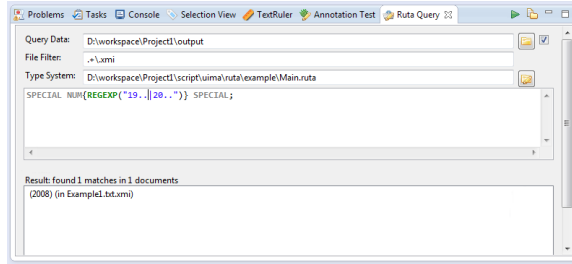 Problems Tasks Console Selection View TextRuler Annotation Test Ruta Query
Query Data: D:\workspace\Project1\output
File Filter: .+\.xmi
Type System: D:\workspace\Project1\script\uima\ruta\example\Main.ruta
SPECIAL NUM{REGEXP("19..||20..")} SPECIAL;
Result: found 1 matches in 1 documents
(2008) (in Example1.txt.xmi)